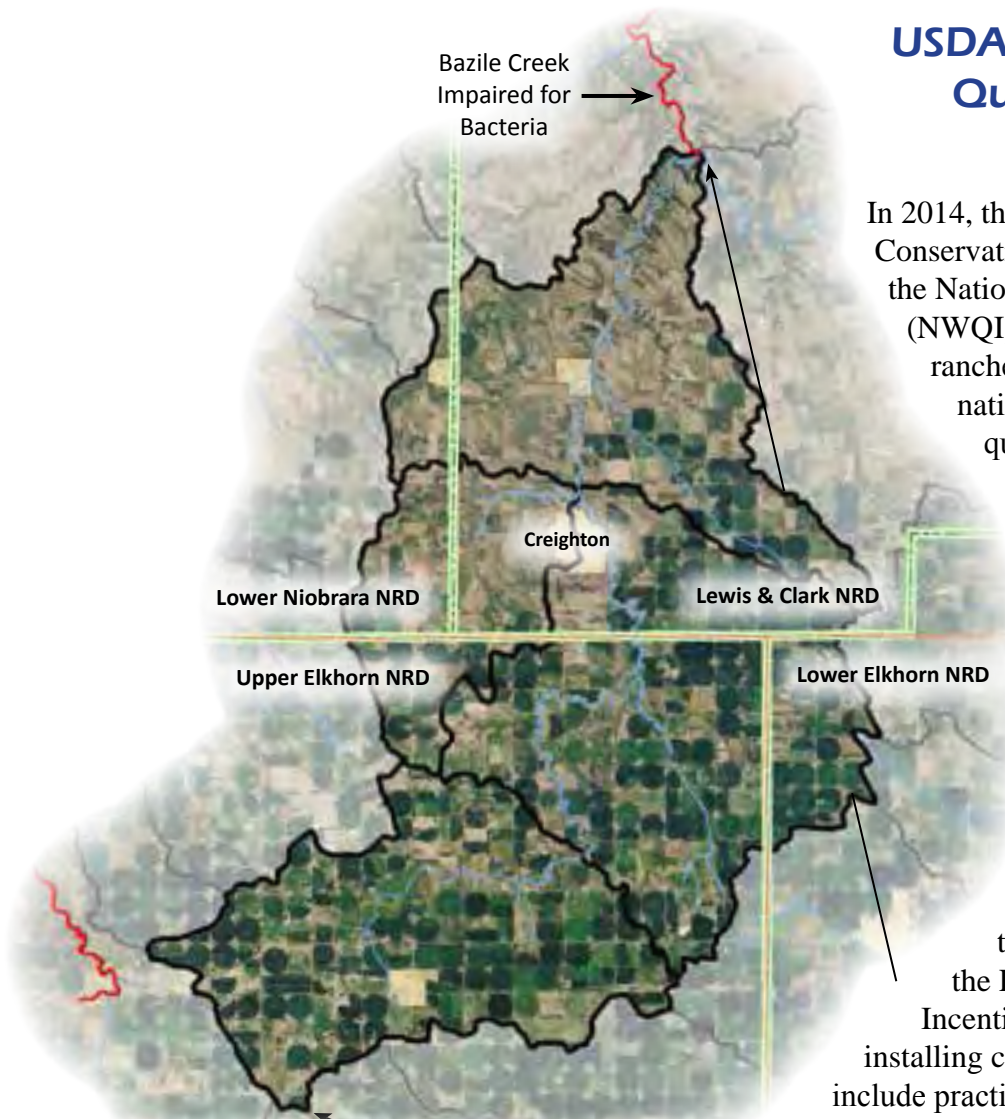 USDA
Qu
Bazile Creek
Impaired for
Bacteria
In 2014, th
Conservati
the Natio
(NWQI
ranche
nati
qu
Creighton
Lower Niobrara NRD
Lewis & Clark NRD
Upper Elkhorn NRD
Lower Elkhorn NRD
t
the
Incenti
installing c
include practi